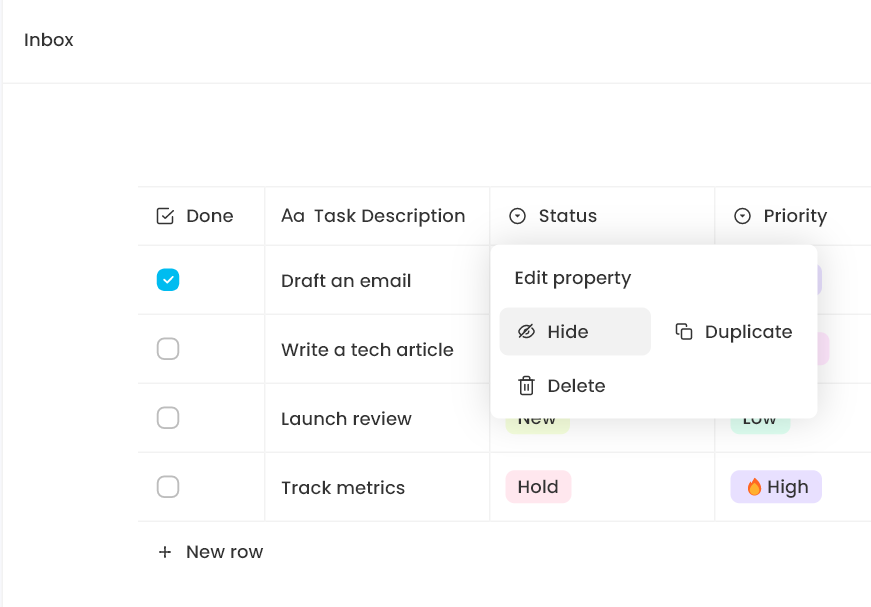 Inbox
Done Aa Task Description Status Priority
Draft an email
Edit property
Write a tech article
Hide Duplicate
Delete
Launch review New Low
Track metrics Hold 🔥 High
+ New row